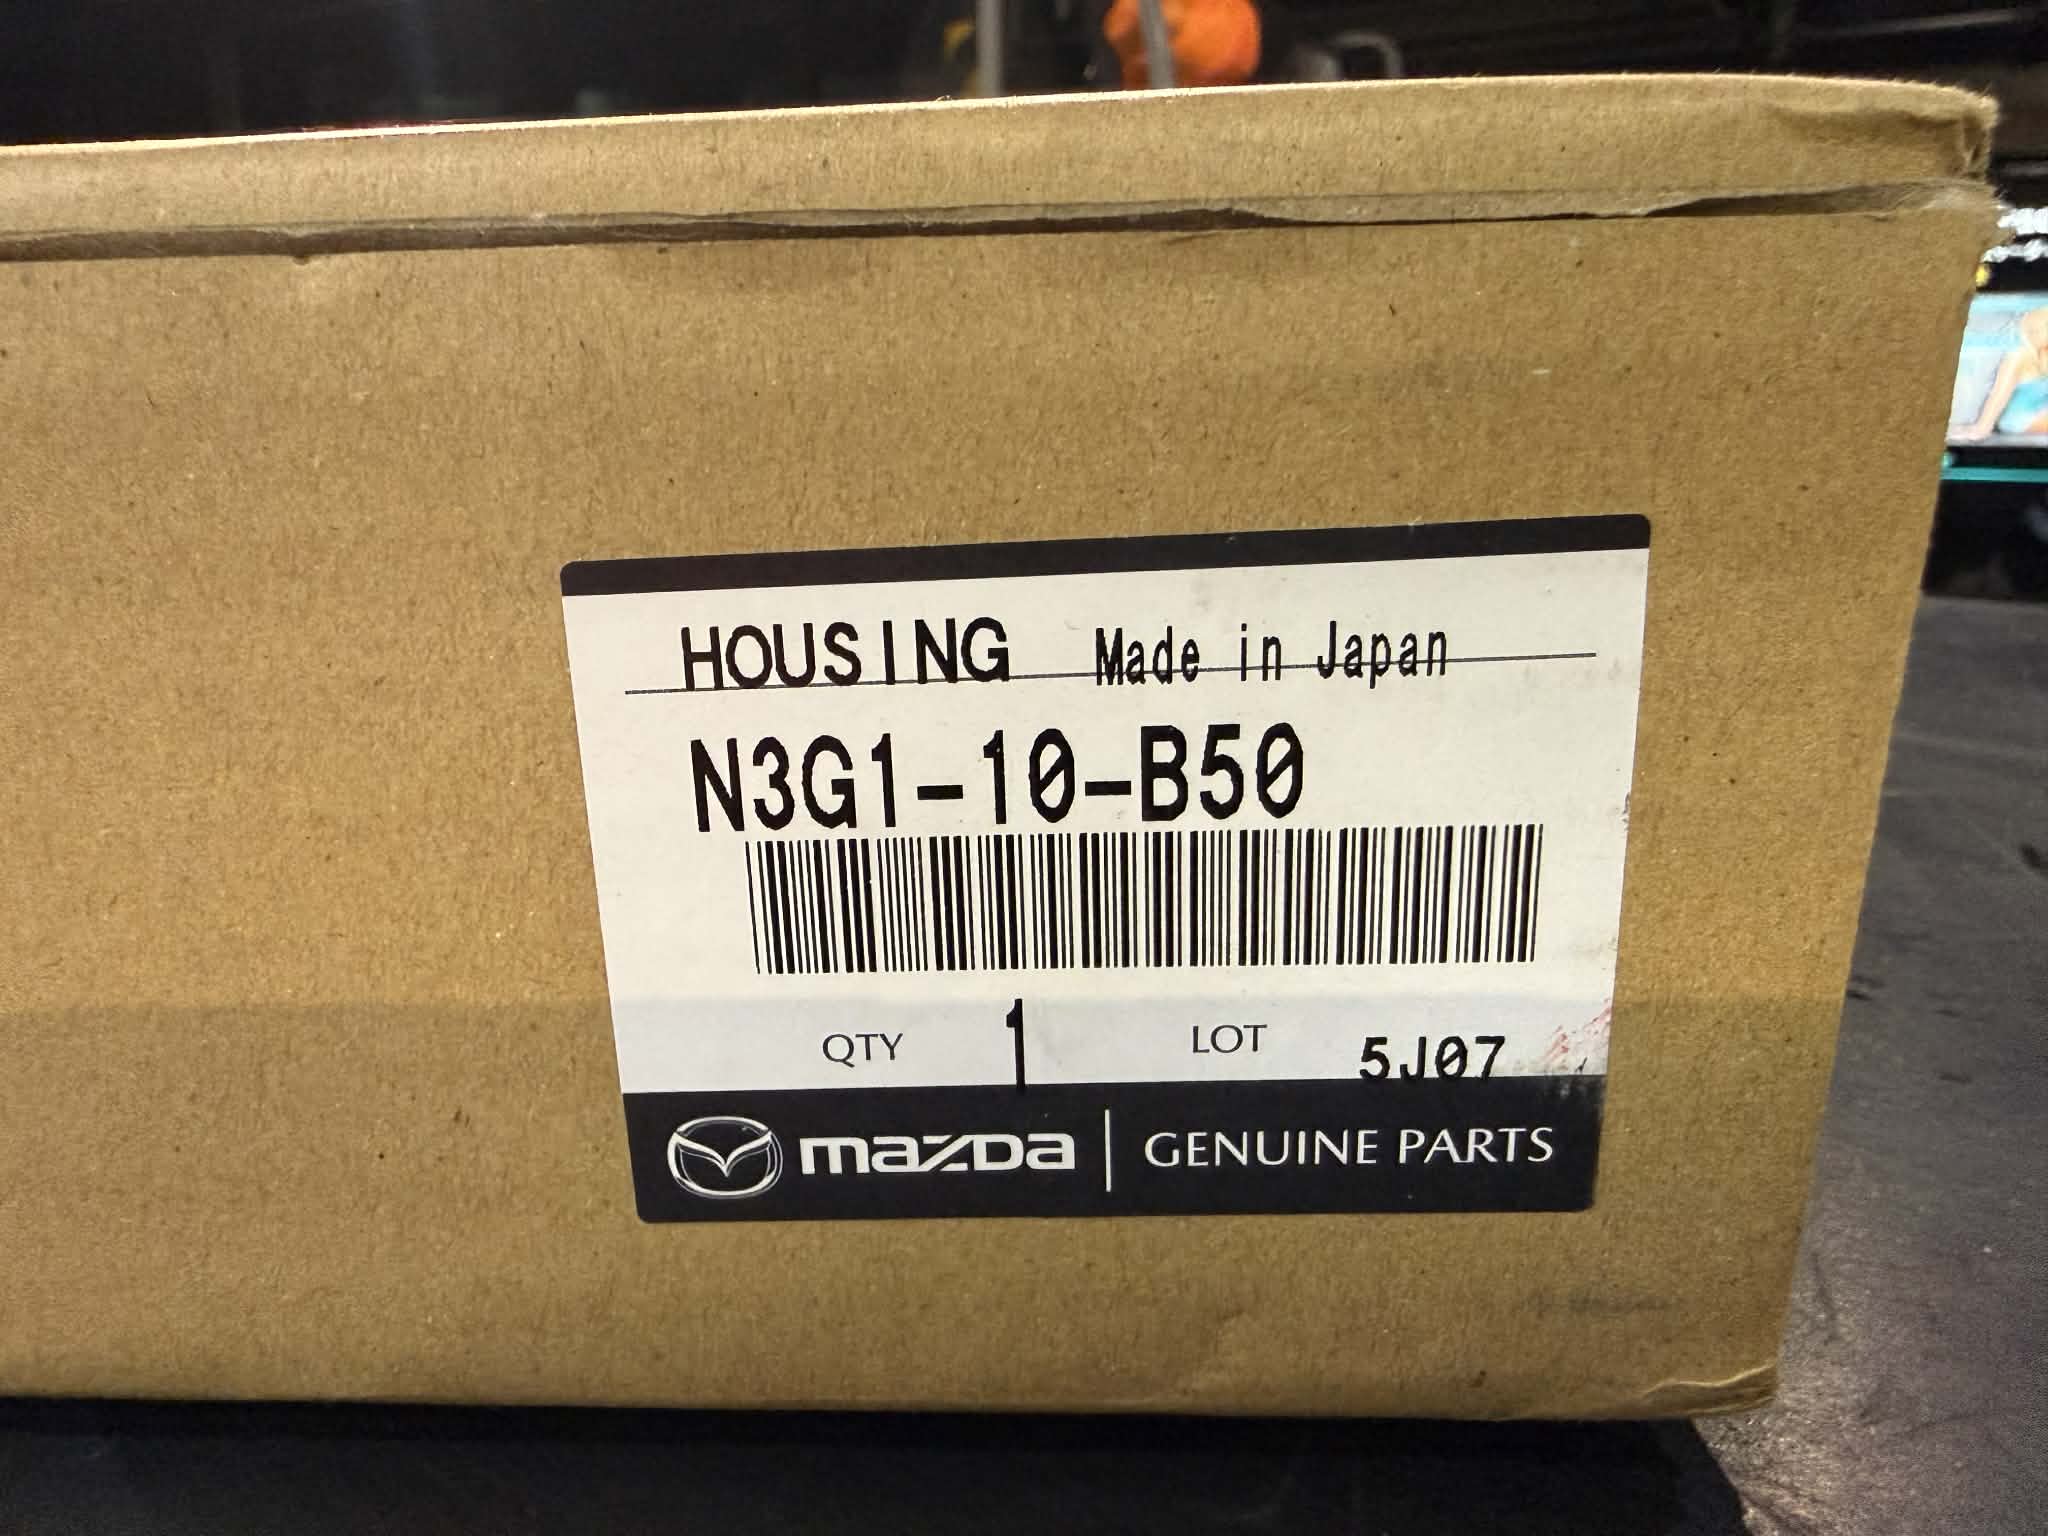 HOUSING Made in Japan
N3G1-10-B50
QTY 1 LOT 5J07
mazda | GENUINE PARTS